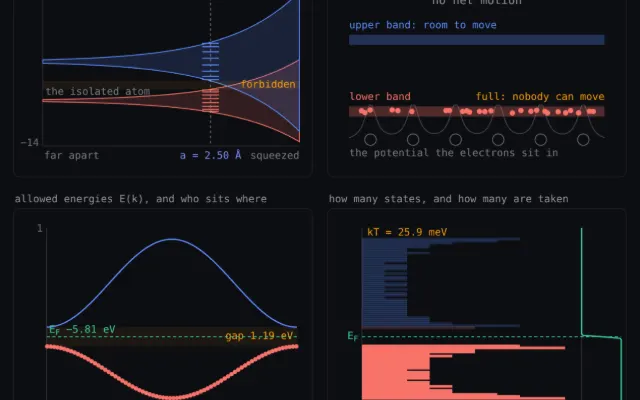 no net motion
upper band: room to move
forbidden
the isolated atom
lower band
full: nobody can move
−14
far apart
a = 2.50 Å
squeezed
the potential the electrons sit in
allowed energies E(k), and who sits where
how many states, and how many are taken
1
kT = 25.9 meV
EF −5.81 eV
gap 1.19 eV
EF